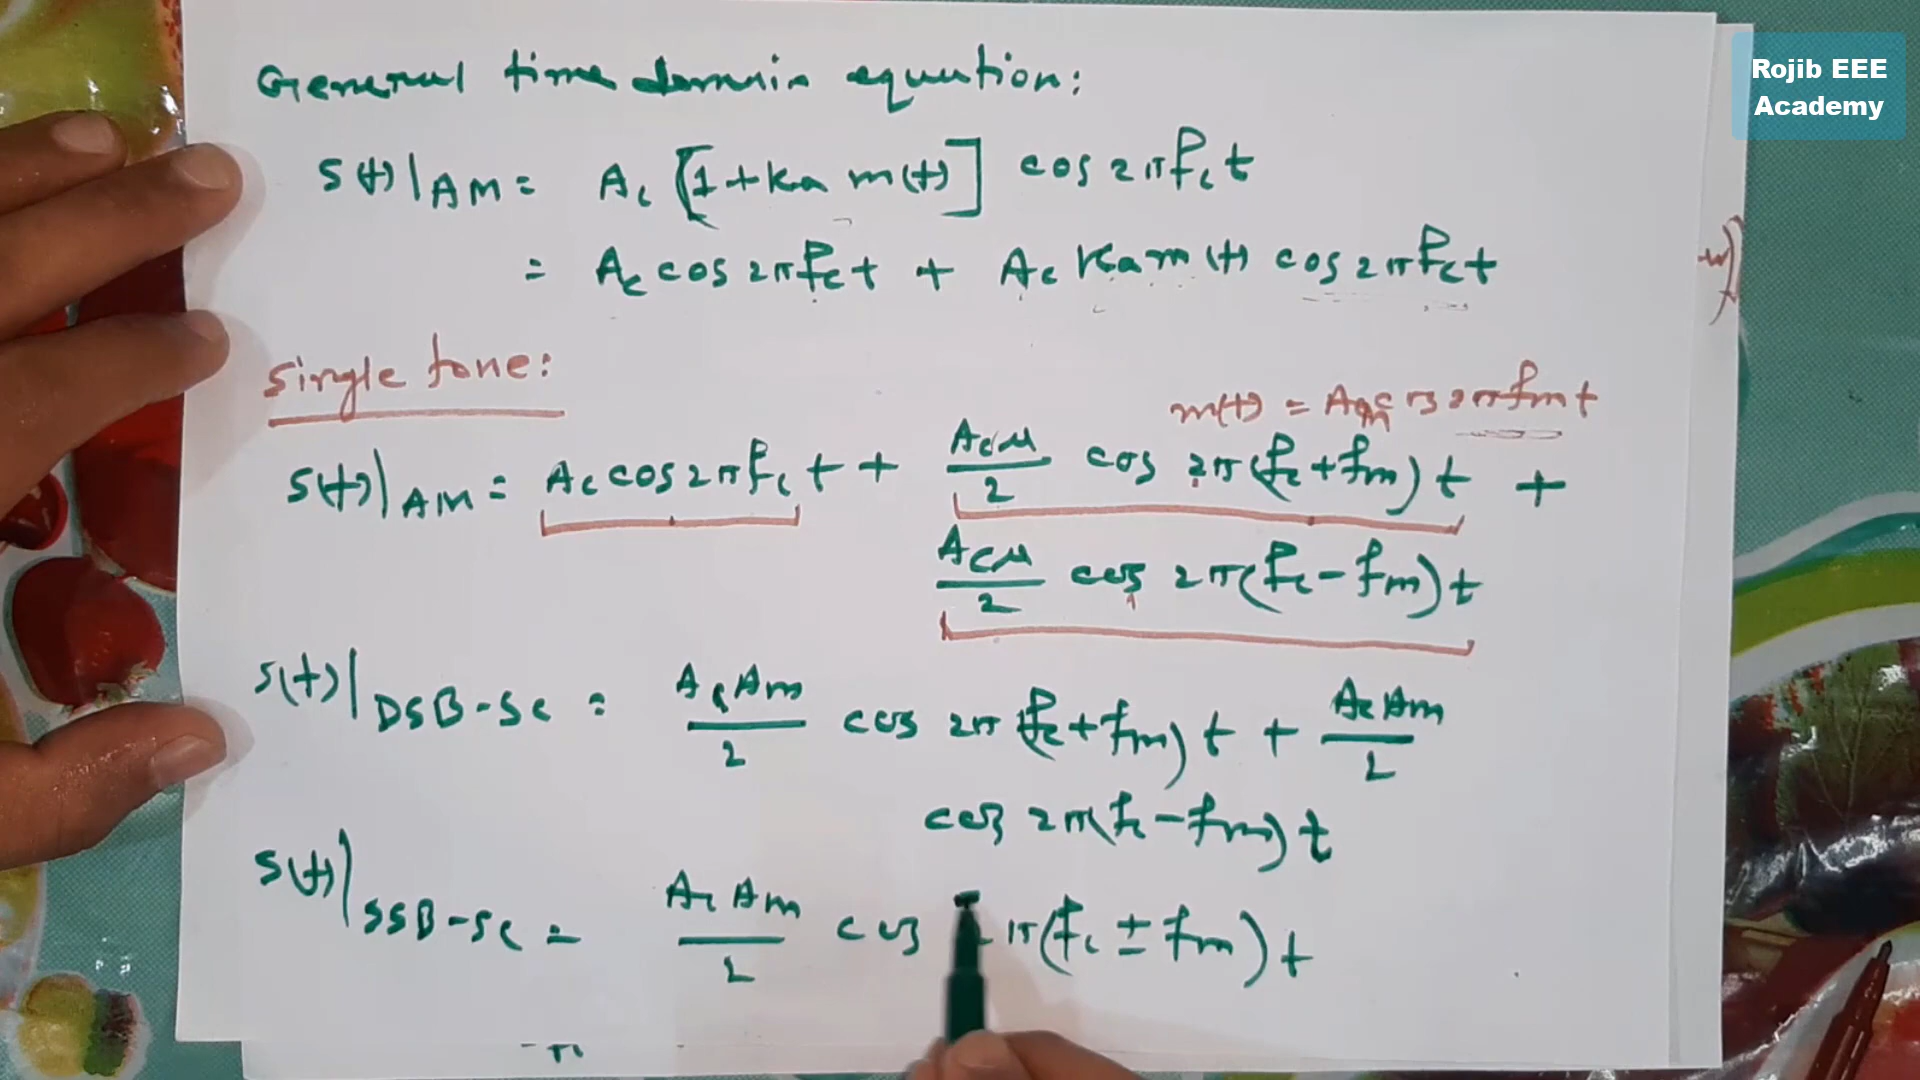 General time domain equation:
Rojib EEE
Academy
s(t)|AM = Ac [1+Ka m(t)] cos 2πfct
= Ac cos 2πfct + Ac Ka m(t) cos 2πfct
single tone:
m(t) = Am cos 2πfmt
s(t)|AM = Ac cos 2πfct + Acμ/2 cos 2π(fc+fm)t +
Acμ/2 cos 2π(fc-fm)t
s(t)|DSB-SC = AcAm/2 cos 2π(fc+fm)t + AcAm/2
cos 2π(fc-fm)t
s(t)|SSB-SC = AcAm/2 cos 2π(fc ± fm)t